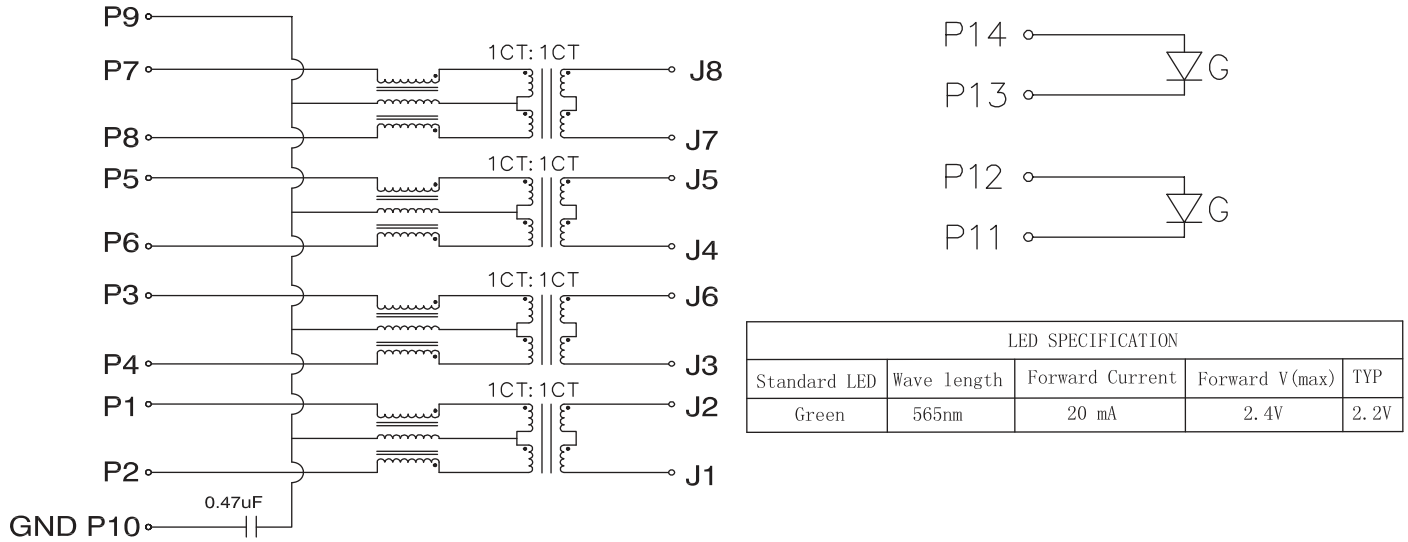 P9
1CT: 1CT
P7 J8
P8 J7
1CT: 1CT
P5 J5
P6 J4
1CT: 1CT
P3 J6
P4 J3
1CT: 1CT
P1 J2
P2 J1
0.47uF
GND P10
P14
G
P13
P12
G
P11
LED SPECIFICATION
Standard LED Wave length Forward Current Forward V(max) TYP
Green 565nm 20 mA 2.4V 2.2V